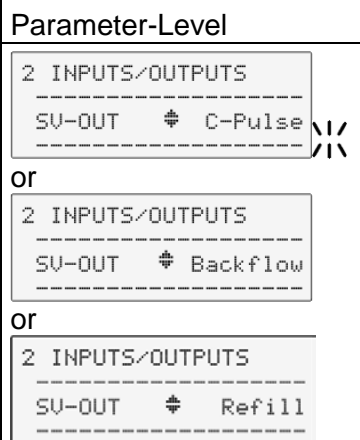 Parameter-Level
2 INPUTS/OUTPUTS
SV-OUT C-Pulse
or
2 INPUTS/OUTPUTS
SV-OUT Backflow
or
2 INPUTS/OUTPUTS
SV-OUT Refill